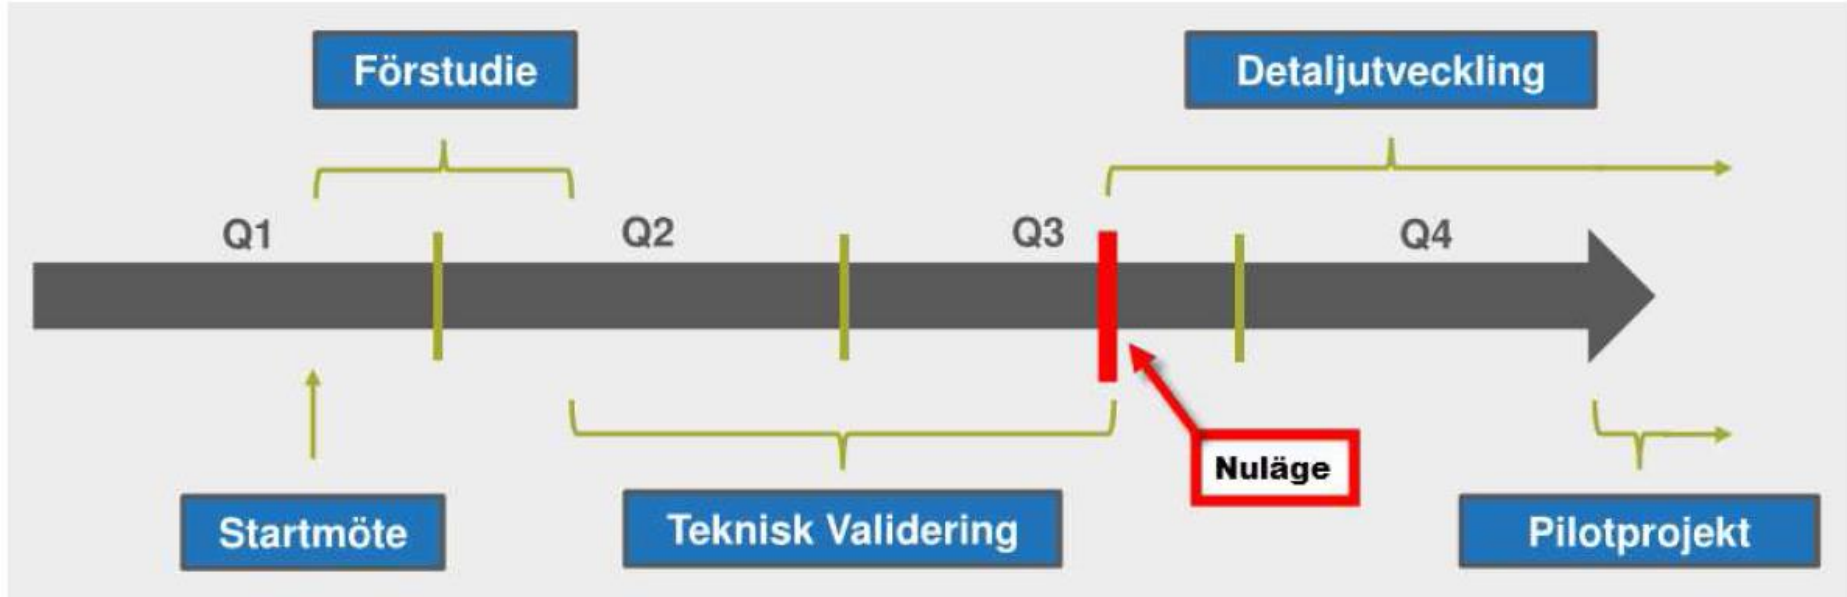 Förstudie
Detaljutveckling
Q1
Q2
Q3
Q4
Nuläge
Startmöte
Teknisk Validering
Pilotprojekt